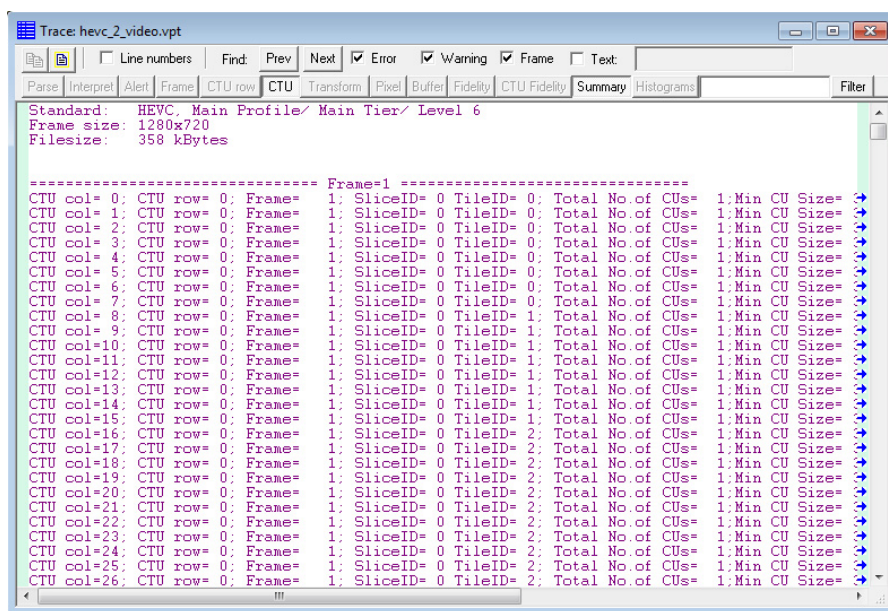 Trace: hevc_2_video.vpt
Line numbers Find: Prev Next Error Warning Frame Text:
Parse Interpret Alert Frame CTU row CTU Transform Pixel Buffer Fidelity CTU Fidelity Summary Histograms Filter
Standard: HEVC, Main Profile/ Main Tier/ Level 6
Frame size: 1280x720
Filesize: 358 kBytes
================================ Frame=1 ================================
CTU col= 0; CTU row= 0; Frame= 1; SliceID= 0 TileID= 0; Total No.of CUs= 1;Min CU Size=
CTU col= 1; CTU row= 0; Frame= 1; SliceID= 0 TileID= 0; Total No.of CUs= 1;Min CU Size=
CTU col= 2; CTU row= 0; Frame= 1; SliceID= 0 TileID= 0; Total No.of CUs= 1;Min CU Size=
CTU col= 3; CTU row= 0; Frame= 1; SliceID= 0 TileID= 0; Total No.of CUs= 1;Min CU Size=
CTU col= 4; CTU row= 0; Frame= 1; SliceID= 0 TileID= 0; Total No.of CUs= 1;Min CU Size=
CTU col= 5; CTU row= 0; Frame= 1; SliceID= 0 TileID= 0; Total No.of CUs= 1;Min CU Size=
CTU col= 6; CTU row= 0; Frame= 1; SliceID= 0 TileID= 0; Total No.of CUs= 1;Min CU Size=
CTU col= 7; CTU row= 0; Frame= 1; SliceID= 0 TileID= 0; Total No.of CUs= 1;Min CU Size=
CTU col= 8; CTU row= 0; Frame= 1; SliceID= 0 TileID= 1; Total No.of CUs= 1;Min CU Size=
CTU col= 9; CTU row= 0; Frame= 1; SliceID= 0 TileID= 1; Total No.of CUs= 1;Min CU Size=
CTU col=10; CTU row= 0; Frame= 1; SliceID= 0 TileID= 1; Total No.of CUs= 1;Min CU Size=
CTU col=11; CTU row= 0; Frame= 1; SliceID= 0 TileID= 1; Total No.of CUs= 1;Min CU Size=
CTU col=12; CTU row= 0; Frame= 1; SliceID= 0 TileID= 1; Total No.of CUs= 1;Min CU Size=
CTU col=13; CTU row= 0; Frame= 1; SliceID= 0 TileID= 1; Total No.of CUs= 1;Min CU Size=
CTU col=14; CTU row= 0; Frame= 1; SliceID= 0 TileID= 1; Total No.of CUs= 1;Min CU Size=
CTU col=15; CTU row= 0; Frame= 1; SliceID= 0 TileID= 1; Total No.of CUs= 1;Min CU Size=
CTU col=16; CTU row= 0; Frame= 1; SliceID= 0 TileID= 2; Total No.of CUs= 1;Min CU Size=
CTU col=17; CTU row= 0; Frame= 1; SliceID= 0 TileID= 2; Total No.of CUs= 1;Min CU Size=
CTU col=18; CTU row= 0; Frame= 1; SliceID= 0 TileID= 2; Total No.of CUs= 1;Min CU Size=
CTU col=19; CTU row= 0; Frame= 1; SliceID= 0 TileID= 2; Total No.of CUs= 1;Min CU Size=
CTU col=20; CTU row= 0; Frame= 1; SliceID= 0 TileID= 2; Total No.of CUs= 1;Min CU Size=
CTU col=21; CTU row= 0; Frame= 1; SliceID= 0 TileID= 2; Total No.of CUs= 1;Min CU Size=
CTU col=22; CTU row= 0; Frame= 1; SliceID= 0 TileID= 2; Total No.of CUs= 1;Min CU Size=
CTU col=23; CTU row= 0; Frame= 1; SliceID= 0 TileID= 2; Total No.of CUs= 1;Min CU Size=
CTU col=24; CTU row= 0; Frame= 1; SliceID= 0 TileID= 2; Total No.of CUs= 1;Min CU Size=
CTU col=25; CTU row= 0; Frame= 1; SliceID= 0 TileID= 2; Total No.of CUs= 1;Min CU Size=
CTU col=26; CTU row= 0; Frame= 1; SliceID= 0 TileID= 2; Total No.of CUs= 1;Min CU Size=